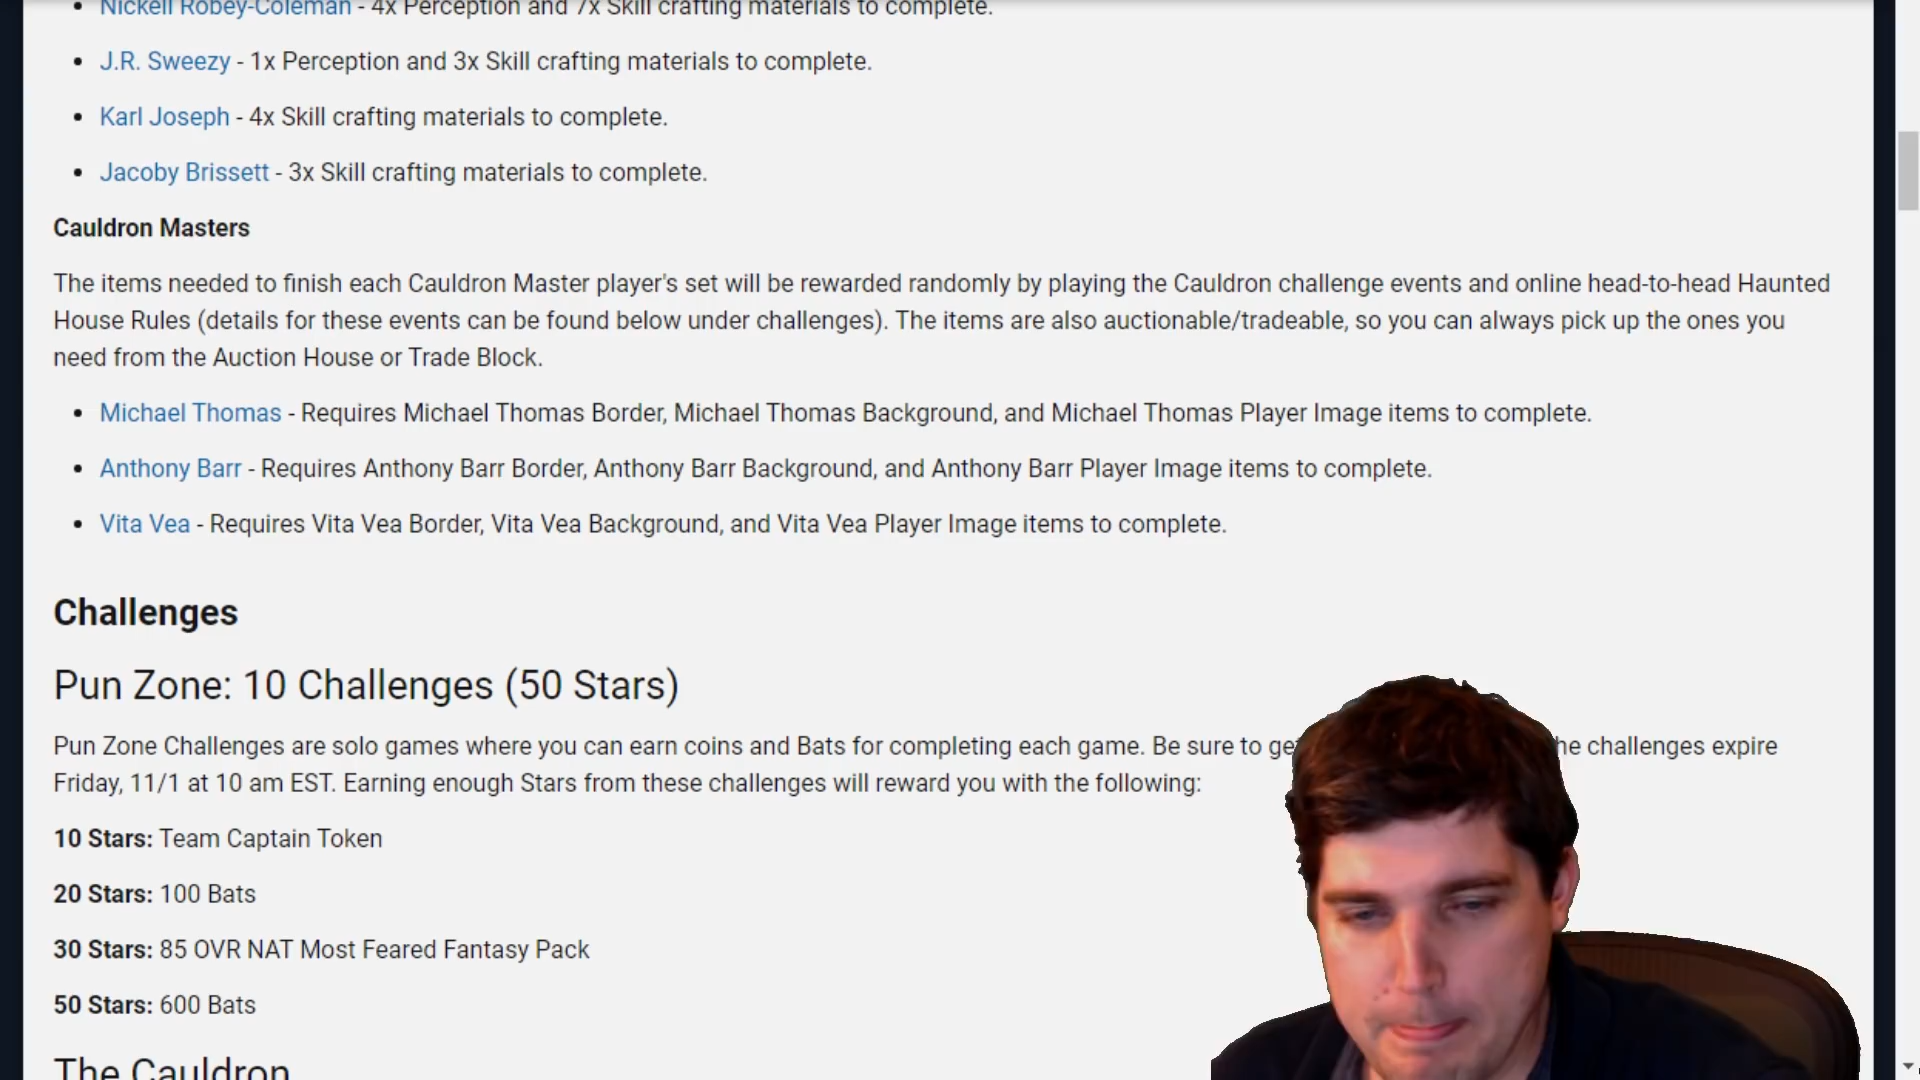 Nickell Robey-Coleman - 4x Perception and 7x Skill crafting materials to complete.
J.R. Sweezy - 1x Perception and 3x Skill crafting materials to complete.
Karl Joseph - 4x Skill crafting materials to complete.
Jacoby Brissett - 3x Skill crafting materials to complete.
Cauldron Masters
The items needed to finish each Cauldron Master player's set will be rewarded randomly by playing the Cauldron challenge events and online head-to-head Haunted
House Rules (details for these events can be found below under challenges). The items are also auctionable/tradeable, so you can always pick up the ones you
need from the Auction House or Trade Block.
Michael Thomas - Requires Michael Thomas Border, Michael Thomas Background, and Michael Thomas Player Image items to complete.
Anthony Barr - Requires Anthony Barr Border, Anthony Barr Background, and Anthony Barr Player Image items to complete.
Vita Vea - Requires Vita Vea Border, Vita Vea Background, and Vita Vea Player Image items to complete.
Challenges
Pun Zone: 10 Challenges (50 Stars)
Pun Zone Challenges are solo games where you can earn coins and Bats for completing each game. Be sure to challenges expire
Friday, 11/1 at 10 am EST. Earning enough Stars from these challenges will reward you with the following:
10 Stars: Team Captain Token
20 Stars: 100 Bats
30 Stars: 85 OVR NAT Most Feared Fantasy Pack
50 Stars: 600 Bats
The Cauldron